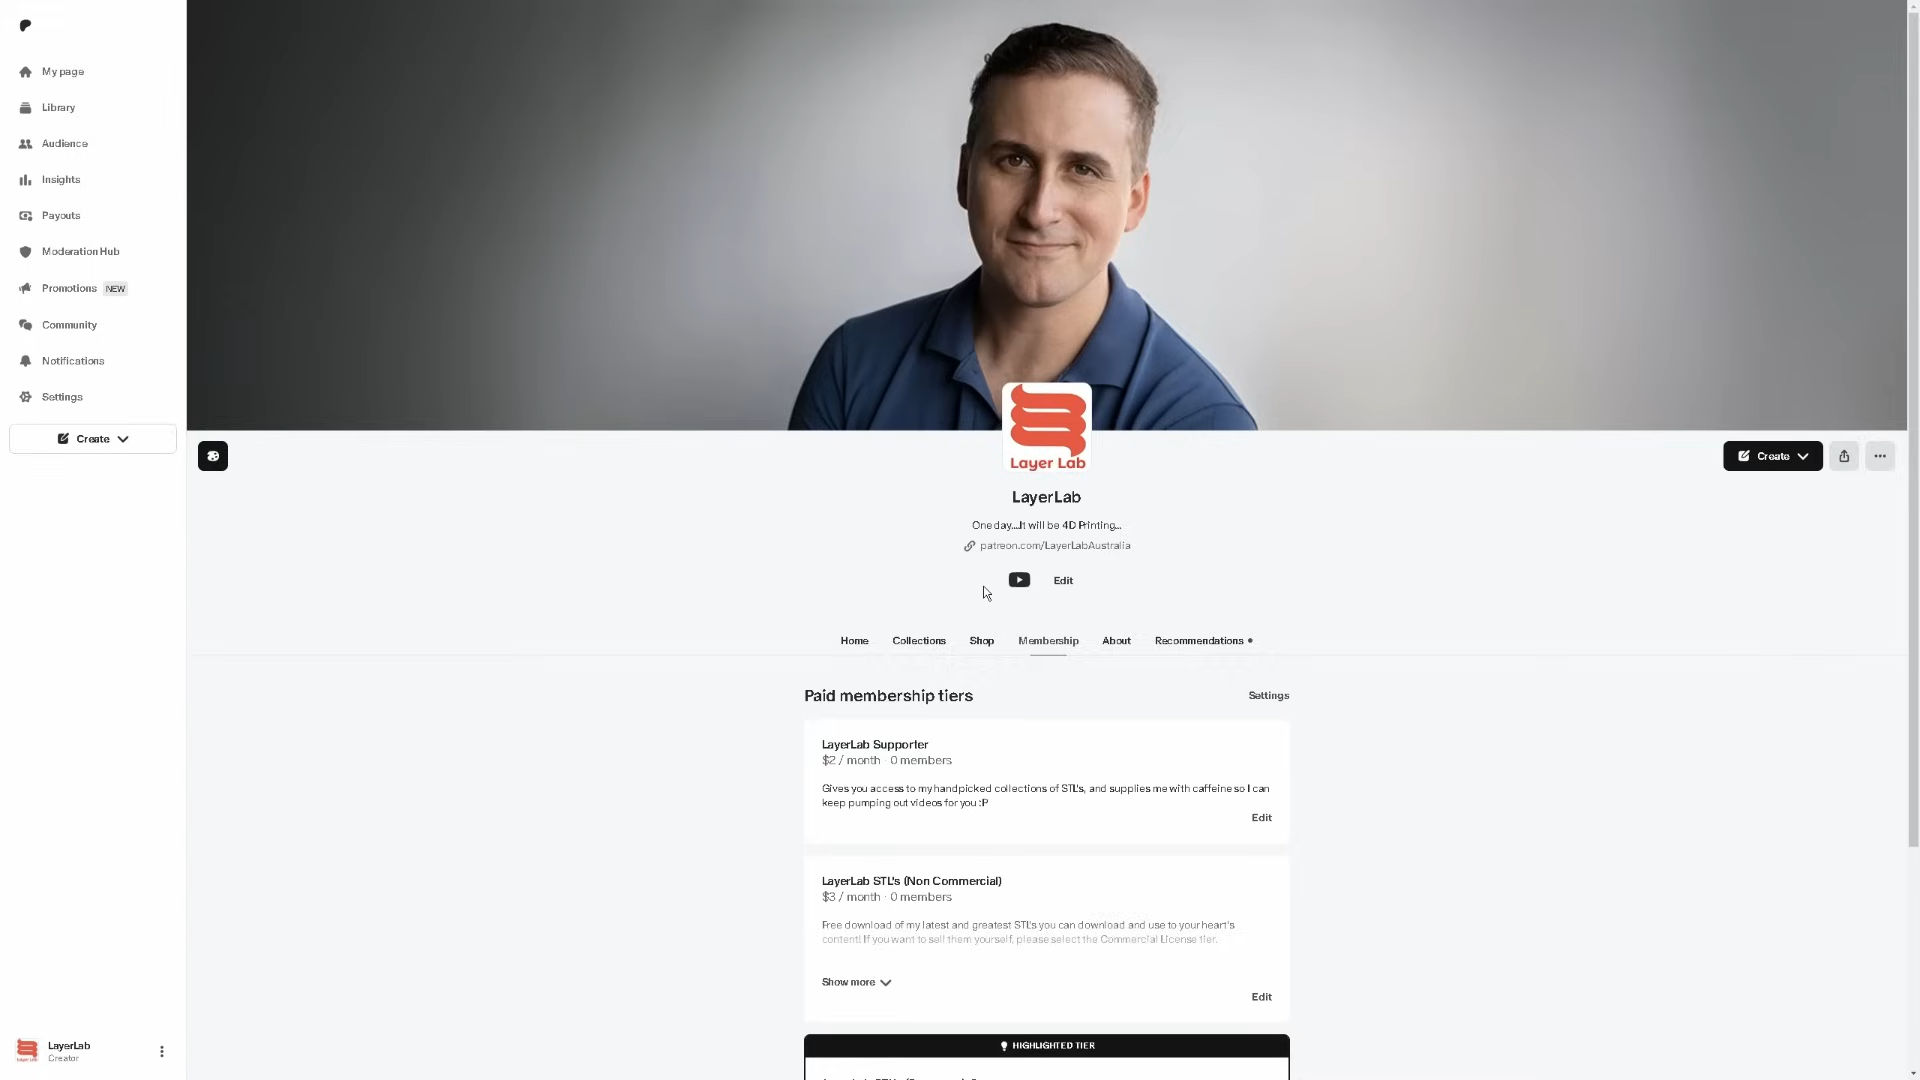 My page
Library
Audience
Insights
Payouts
Moderation Hub
Promotions NEW
Community
Notifications
Settings
Create
Layer Lab
Create
LayerLab
One day....It will be 4D Printing...
patreon.com/LayerLabAustralia
Edit
Home Collections Shop Membership About Recommendations
Paid membership tiers Settings
LayerLab Supporter
$2 / month · 0 members
Gives you access to my handpicked collections of STL's, and supplies me with caffeine so I can
keep pumping out videos for you :P
Edit
LayerLab STL's (Non Commercial)
$3 / month · 0 members
Free download of my latest and greatest STL's you can download and use to your heart's
content! If you want to sell them yourself, please select the Commercial License tier.
Show more
Edit
HIGHLIGHTED TIER
LayerLab
Creator